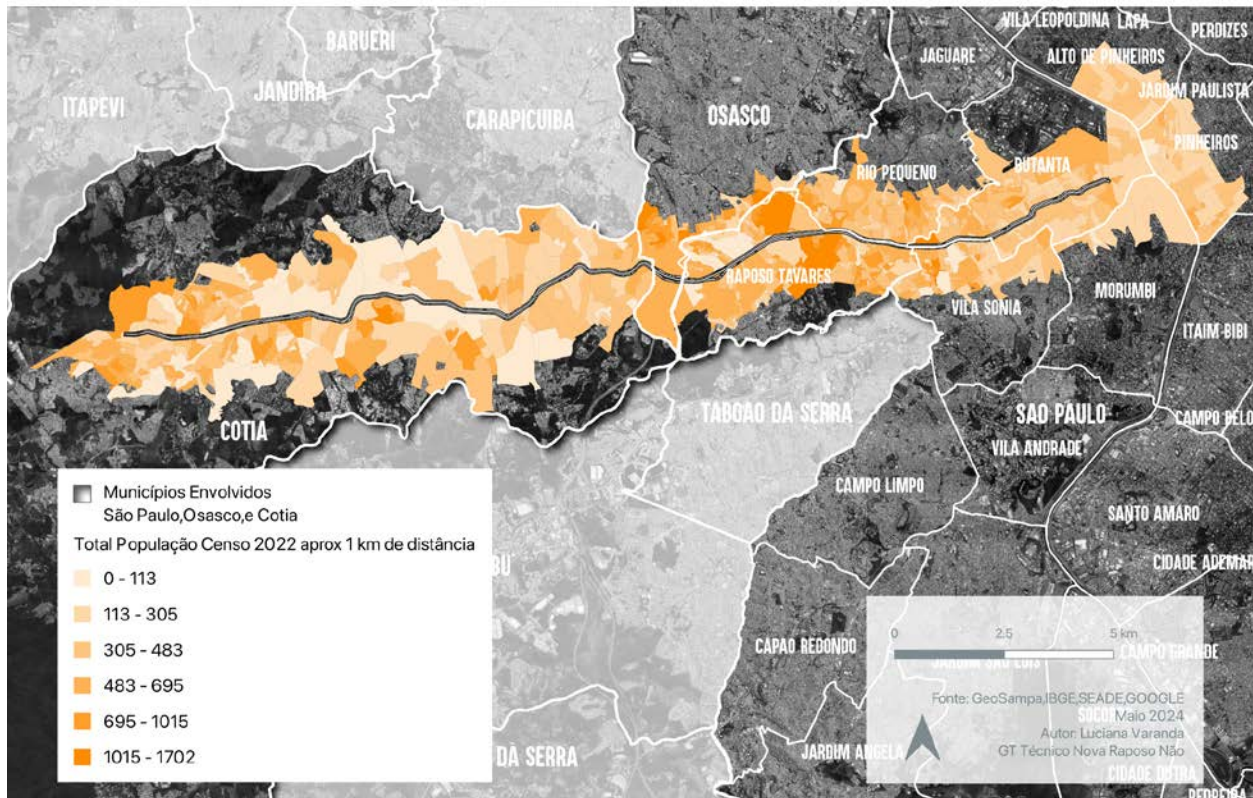 VILA LEOPOLDINA LAPA
PERDIZES
BARUERI
JAGUARE
ALTO DE PINHEIROS
ITAPEVI
JANDIRA
CARAPICUIBA
OSASCO
JARDIM PAULISTA
PINHEIROS
RIO PEQUENO
BUTANTA
RAPOSO TAVARES
VILA SONIA
MORUMBI
ITAIM BIBI
TABOAO DA SERRA
SAO PAULO
CAMPO BELO
COTIA
VILA ANDRADE
CAMPO LIMPO
SANTO AMARO
CIDADE ADEMAR
Municípios Envolvidos
São Paulo,Osasco,e Cotia
Total População Censo 2022 aprox 1 km de distância
0 - 113
113 - 305
305 - 483
483 - 695
695 - 1015
1015 - 1702
BU
DA SERRA
CAPAO REDONDO
0 2.5 5 km
CAMPO GRANDE
JARDIM SAO LUIS
Fonte: GeoSampa,IBGE,SEADE,GOOGLE
Maio 2024
Autor: Luciana Varanda
GT Técnico Nova Raposo Não
JARDIM ANGELA
CIDADE DUTRA
PEDREIRA